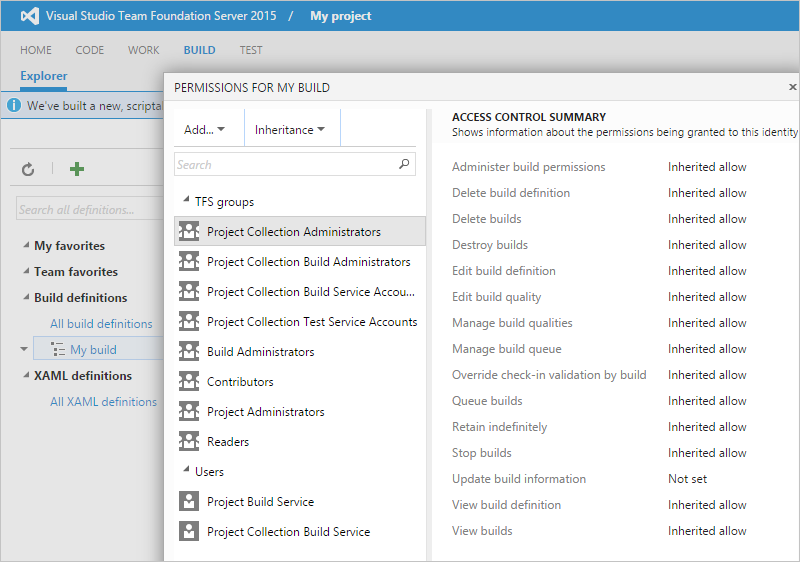 Visual Studio Team Foundation Server 2015 / My project
HOME CODE WORK BUILD TEST
Explorer
We've built a new, scripta
Search all definitions...
My favorites
Team favorites
Build definitions
All build definitions
My build
XAML definitions
All XAML definitions
PERMISSIONS FOR MY BUILD
Add... Inheritance
Search
TFS groups
Project Collection Administrators
Project Collection Build Administrators
Project Collection Build Service Accou...
Project Collection Test Service Accounts
Build Administrators
Contributors
Project Administrators
Readers
Users
Project Build Service
Project Collection Build Service
ACCESS CONTROL SUMMARY
Shows information about the permissions being granted to this identity
Administer build permissions Inherited allow
Delete build definition Inherited allow
Delete builds Inherited allow
Destroy builds Inherited allow
Edit build definition Inherited allow
Edit build quality Inherited allow
Manage build qualities Inherited allow
Manage build queue Inherited allow
Override check-in validation by build Inherited allow
Queue builds Inherited allow
Retain indefinitely Inherited allow
Stop builds Inherited allow
Update build information Not set
View build definition Inherited allow
View builds Inherited allow